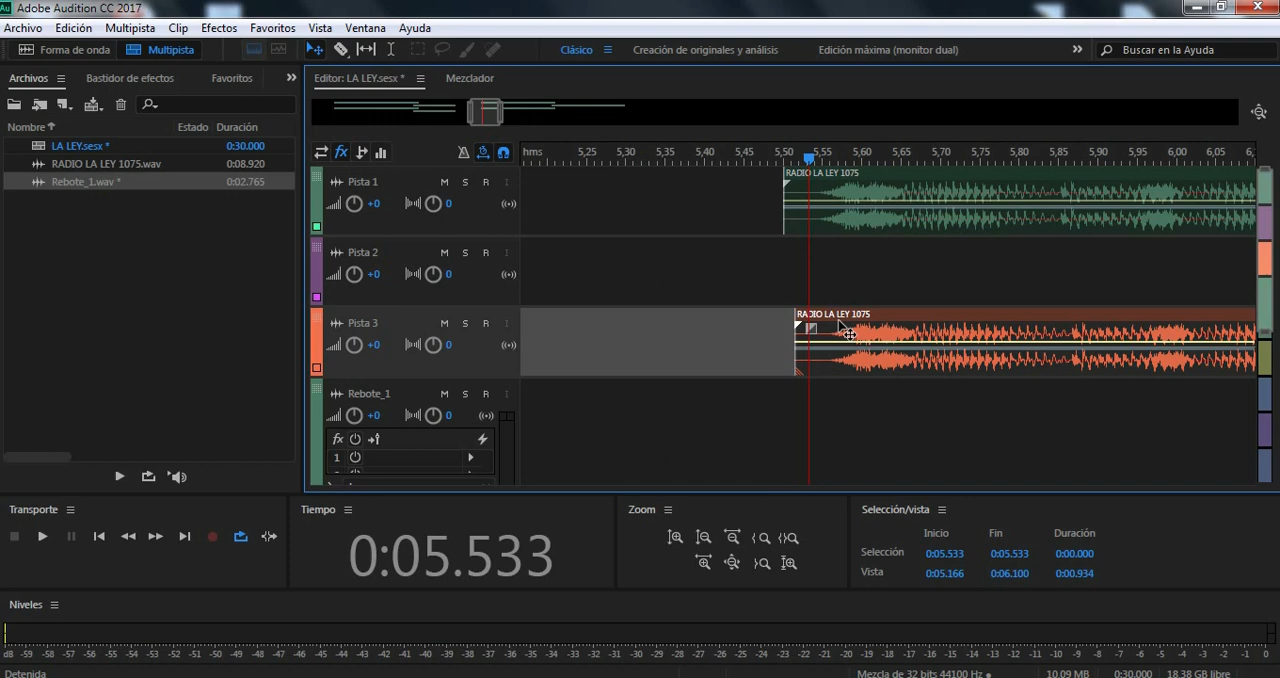 Adobe Audition CC 2017
Archivo Edición Multipista Clip Efectos Favoritos Vista Ventana Ayuda
Forma de onda Multipista Clásico Creación de originales y análisis Edición máxima (monitor dual) Buscar en la Ayuda
Archivos Bastidor de efectos Favoritos
Editor: LA LEY.sesx * Mezclador
Nombre Estado Duración
LA LEY.sesx * 0:30.000
RADIO LA LEY 1075.wav 0:08.920
Rebote_1.wav * 0:02.765
hms 5,25 5,30 5,35 5,40 5,45 5,50 5,55 5,60 5,65 5,70 5,75 5,80 5,85 5,90 5,95 6,00 6,05 6,
RADIO LA LEY 1075
Pista 1 M S R I
+0 0
Pista 2 M S R I
+0 0
RADIO LA LEY 1075
Pista 3 M S R I
+0 0
Rebote_1 M S R I
+0 0
fx
1
Transporte
Tiempo
0:05.533
Zoom
Selección/vista
Inicio Fin Duración
Selección 0:05.533 0:05.533 0:00.000
Vista 0:05.166 0:06.100 0:00.934
Niveles
dB -59 -58 -57 -56 -55 -54 -53 -52 -51 -50 -49 -48 -47 -46 -45 -44 -43 -42 -41 -40 -39 -38 -37 -36 -35 -34 -33 -32 -31 -30 -29 -28 -27 -26 -25 -24 -23 -22 -21 -20 -19 -18 -17 -16 -15 -14 -13 -12 -11 -10 -9 -8 -7 -6 -5 -4 -3 -2 -1 0
Detenida Mezcla de 32 bits 44100 Hz 10.09 MB 0:30.000 18.38 GB libre